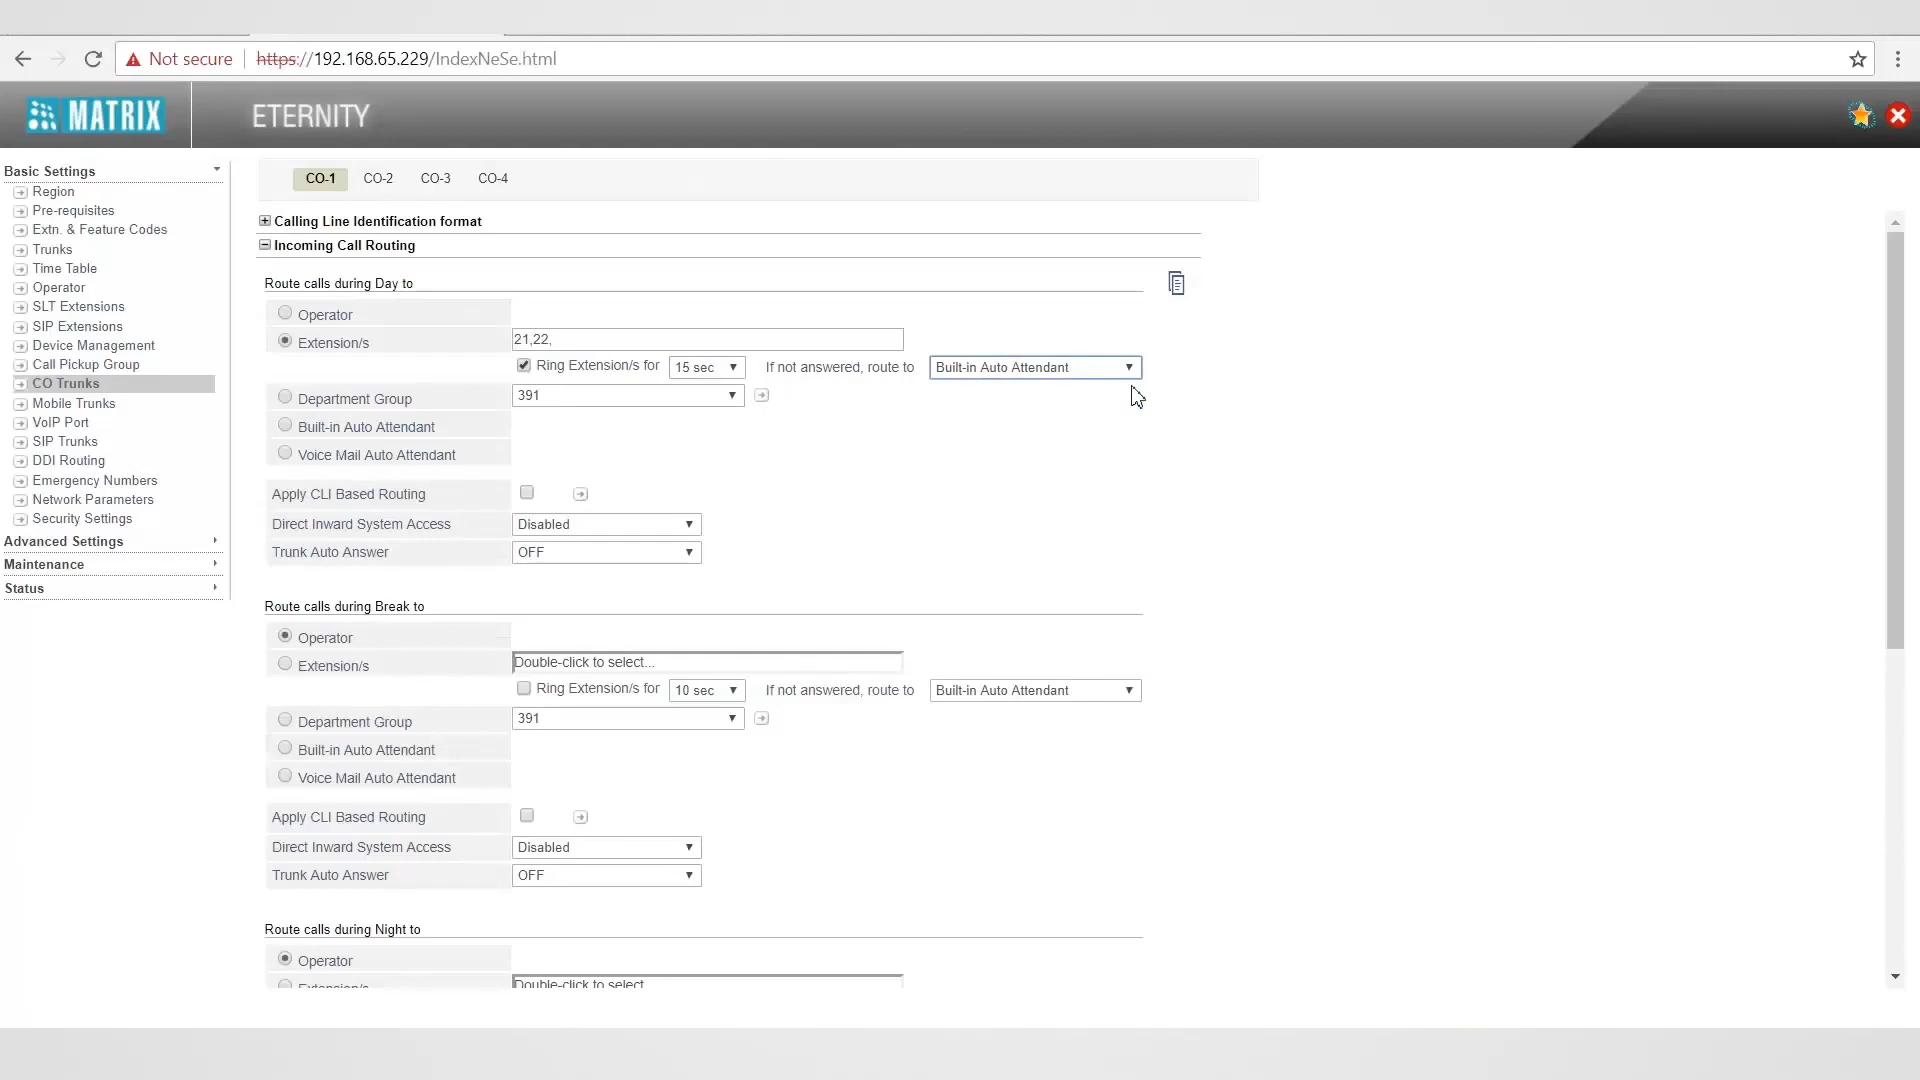 Not secure https://192.168.65.229/IndexNeSe.html
MATRIX ETERNITY
Basic Settings
Region
Pre-requisites
Extn. & Feature Codes
Trunks
Time Table
Operator
SLT Extensions
SIP Extensions
Device Management
Call Pickup Group
CO Trunks
Mobile Trunks
VoIP Port
SIP Trunks
DDI Routing
Emergency Numbers
Network Parameters
Security Settings
Advanced Settings
Maintenance
Status
CO-1 CO-2 CO-3 CO-4
Calling Line Identification format
Incoming Call Routing
Route calls during Day to
Operator
Extension/s 21,22,
Ring Extension/s for 15 sec If not answered, route to Built-in Auto Attendant
Department Group 391
Built-in Auto Attendant
Voice Mail Auto Attendant
Apply CLI Based Routing
Direct Inward System Access Disabled
Trunk Auto Answer OFF
Route calls during Break to
Operator
Extension/s Double-click to select...
Ring Extension/s for 10 sec If not answered, route to Built-in Auto Attendant
Department Group 391
Built-in Auto Attendant
Voice Mail Auto Attendant
Apply CLI Based Routing
Direct Inward System Access Disabled
Trunk Auto Answer OFF
Route calls during Night to
Operator
Extension/s Double-click to select